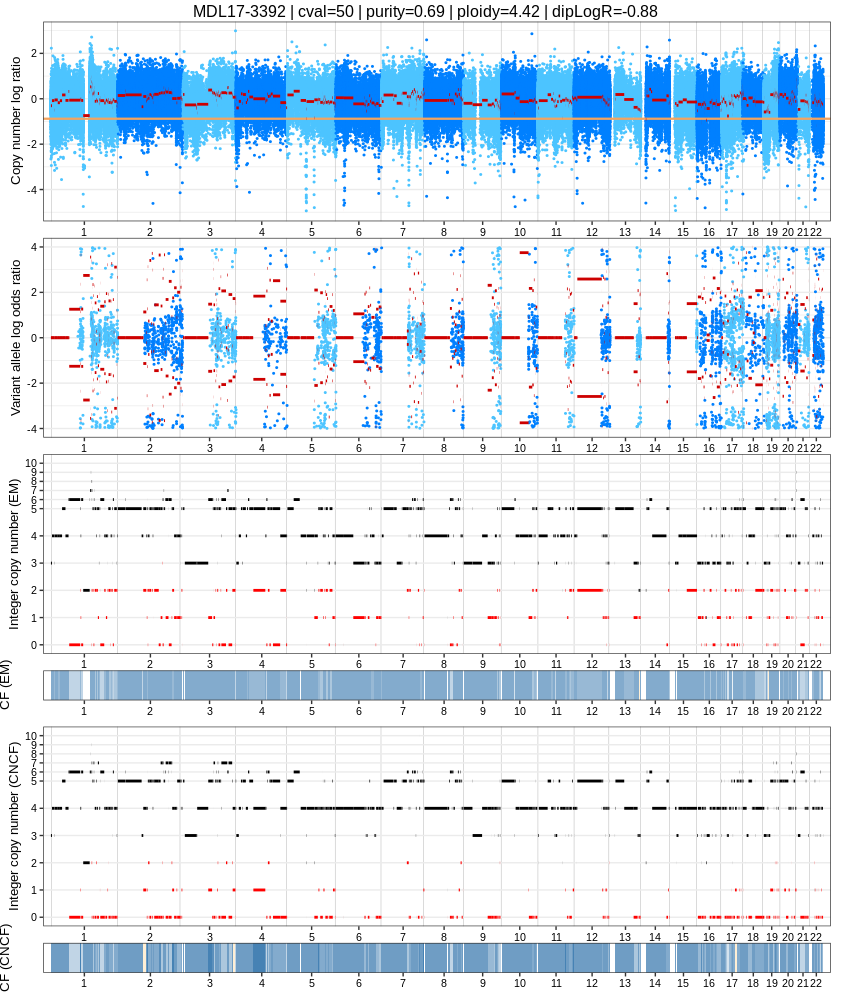 MDL17-3392 | cval=50 | purity=0.69 | ploidy=4.42 | dipLogR=-0.88
Copy number log ratio
2
0
-2
-4
1 2 3 4 5 6 7 8 9 10 11 12 13 14 15 16 17 18 19 20 21 22
Variant allele log odds ratio
4
2
0
-2
-4
1 2 3 4 5 6 7 8 9 10 11 12 13 14 15 16 17 18 19 20 21 22
Integer copy number (EM)
10
9
8
7
6
5
4
3
2
1
0
1 2 3 4 5 6 7 8 9 10 11 12 13 14 15 16 17 18 19 20 21 22
CF (EM)
1 2 3 4 5 6 7 8 9 10 11 12 13 14 15 16 17 18 19 20 21 22
Integer copy number (CNCF)
10
9
8
7
6
5
4
3
2
1
0
1 2 3 4 5 6 7 8 9 10 11 12 13 14 15 16 17 18 19 20 21 22
CF (CNCF)
1 2 3 4 5 6 7 8 9 10 11 12 13 14 15 16 17 18 19 20 21 22